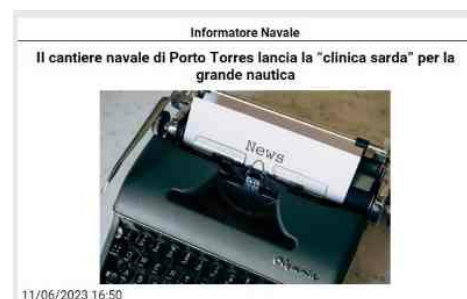 Informatore Navale
Il cantiere navale di Porto Torres lancia la "clinica sarda" per la
grande nautica
News
Olympia
11/06/2023 16:50